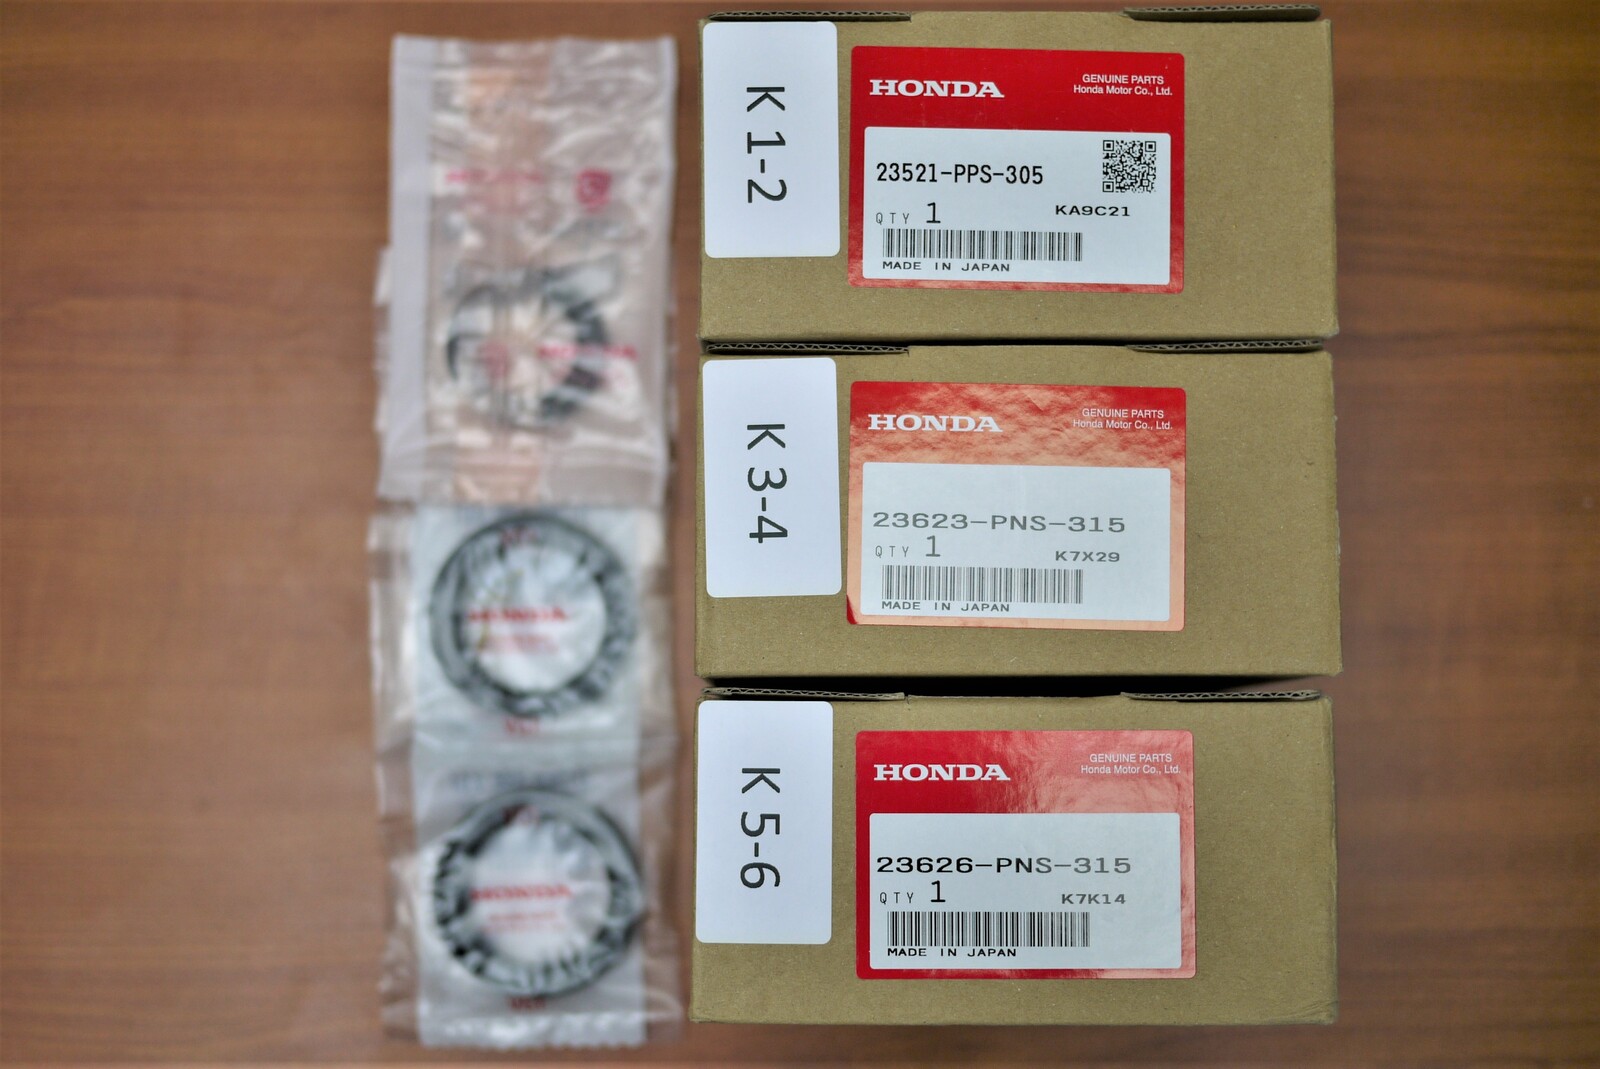 K 1-2
HONDA
GENUINE PARTS
Honda Motor Co., Ltd.
23521-PPS-305
QTY 1
KA9C21
MADE IN JAPAN
K 3-4
HONDA
GENUINE PARTS
Honda Motor Co., Ltd.
23623-PNS-315
QTY 1
K7X29
MADE IN JAPAN
K 5-6
HONDA
GENUINE PARTS
Honda Motor Co., Ltd.
23626-PNS-315
QTY 1
K7K14
MADE IN JAPAN
HONDA
HONDA